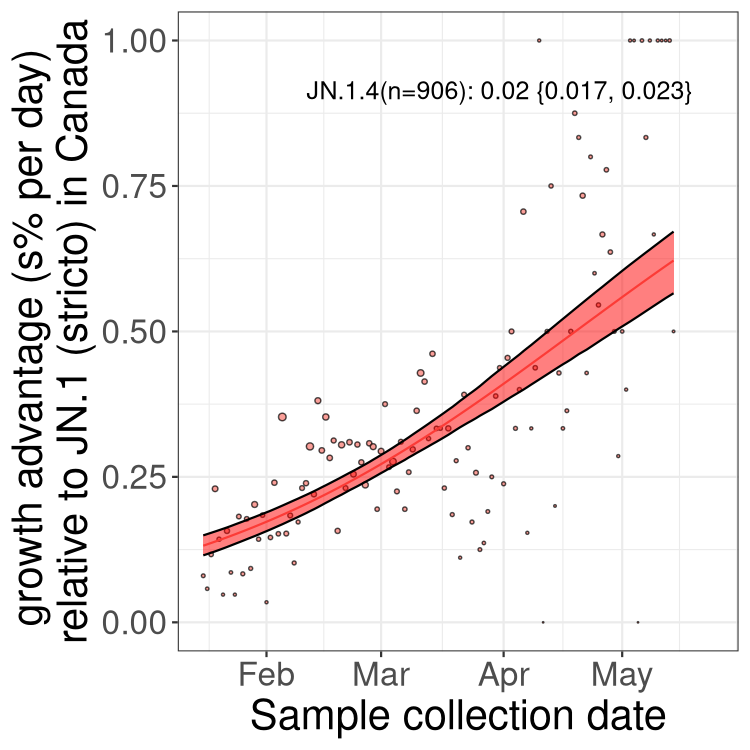 growth advantage (s% per day)
relative to JN.1 (stricto) in Canada
1.00
0.75
0.50
0.25
0.00
JN.1.4(n=906): 0.02 {0.017, 0.023}
Feb Mar Apr May
Sample collection date